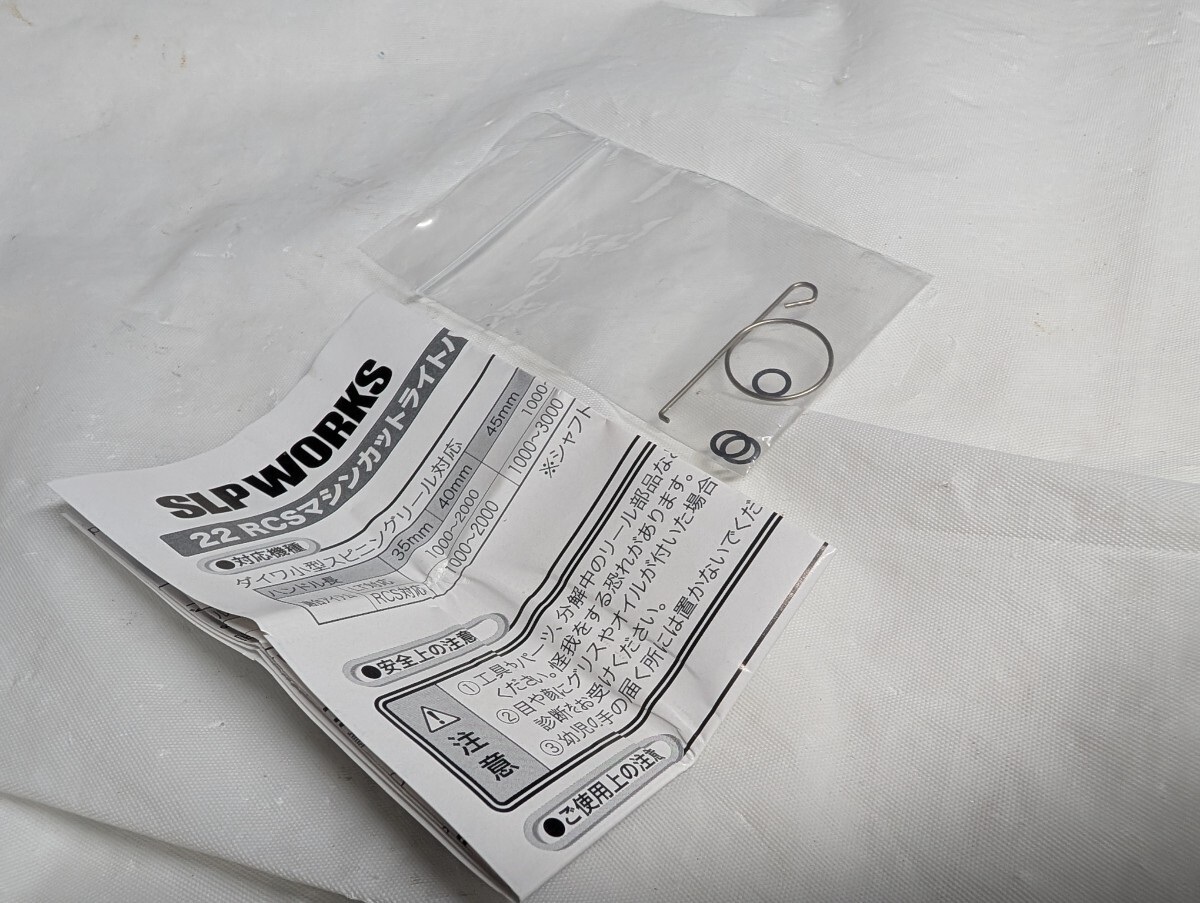 SLP WORKS
22 RCSマシンカットライト
●対応機種
ダイワ小型スピニングリール対応
ハンドル長 35mm 40mm 45mm
1000~2000 1000-
RCS対応 1000~2000 1000~3000
※シャフト
●安全上の注意
注意
①工具やパーツ、分解中のリール部品など
ください。怪我をする恐れがあります。
②目や口にグリスやオイルが付いた場合
診断をお受けください。
③幼児の手の届く所には置かないでくだ
●ご使用上の注意